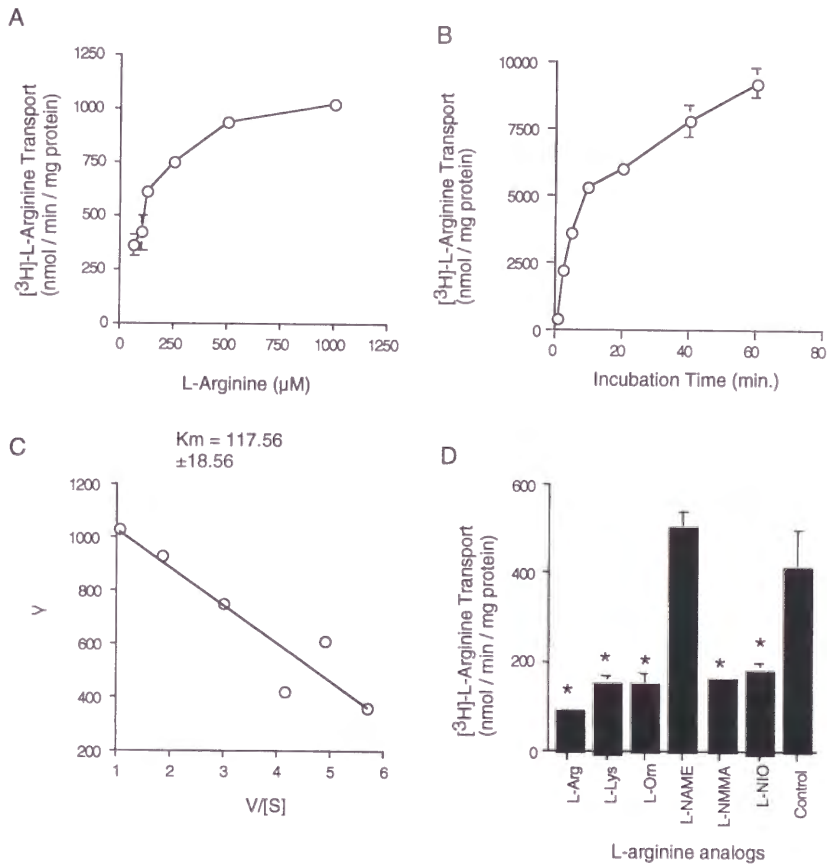 A
[³H]-L-Arginine Transport
(nmol / min / mg protein)
1250
1000
750
500
250
0
0 250 500 750 1000 1250
L-Arginine (µM)
B
[³H]-L-Arginine Transport
(nmol / mg protein)
10000
7500
5000
2500
0
0 20 40 60 80
Incubation Time (min.)
C
Km = 117.56
±18.56
V
1200
1000
800
600
400
200
1 2 3 4 5 6
V/[S]
D
[³H]-L-Arginine Transport
(nmol / min / mg protein)
600
400
200
0
* * * * *
L-Arg
L-Lys
L-Orn
L-NAME
L-NMMA
L-NIO
Control
L-arginine analogs